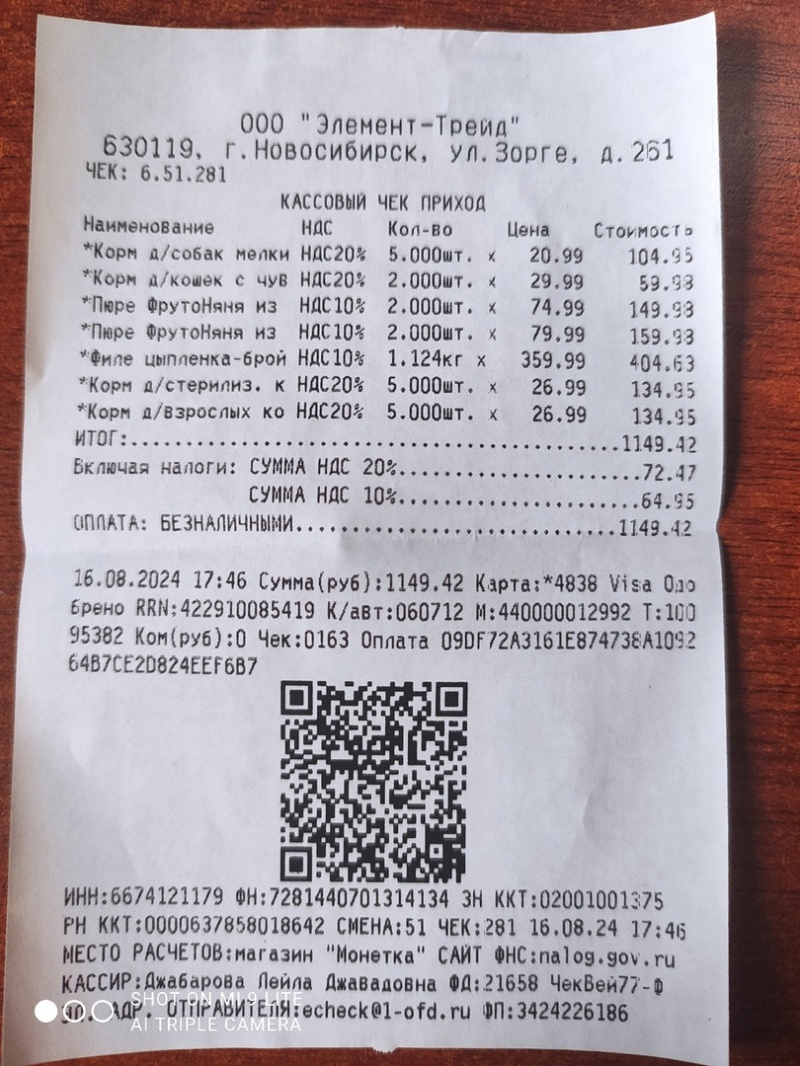 ООО "Элемент-Трейд"
630119, г.Новосибирск, ул.Зорге, д.261
ЧЕК: 6.51.281
КАССОВЫЙ ЧЕК ПРИХОД
Наименование НДС Кол-во Цена Стоимость
*Корм д/собак мелки НДС20% 5.000шт. x 20.99 104.95
*Корм д/кошек с чув НДС20% 2.000шт. x 29.99 59.98
*Пюре ФрутоНяня из НДС10% 2.000шт. x 74.99 149.98
*Пюре ФрутоНяня из НДС10% 2.000шт. x 79.99 159.98
*Филе цыпленка-брой НДС10% 1.124кг x 359.99 404.63
*Корм д/стерилиз. к НДС20% 5.000шт. x 26.99 134.95
*Корм д/взрослых ко НДС20% 5.000шт. x 26.99 134.95
ИТОГ:..........................................1149.42
Включая налоги: СУММА НДС 20%.....................72.47
СУММА НДС 10%.....................64.95
ОПЛАТА: БЕЗНАЛИЧНЫМИ...........................1149.42
16.08.2024 17:46 Сумма(руб):1149.42 Карта:*4838 Visa Одо
брено RRN:422910085419 К/авт:060712 М:440000012992 Т:100
95382 Ком(руб):0 Чек:0163 Оплата 09DF72A3161E874738A1092
64B7CE2D824EEF6B7
ИНН:6674121179 ФН:7281440701314134 ЗН ККТ:02001001375
РН ККТ:0000637858018642 СМЕНА:51 ЧЕК:281 16.08.24 17:46
МЕСТО РАСЧЕТОВ:магазин "Монетка" САЙТ ФНС:nalog.gov.ru
КАССИР:Джабарова Лейла Джавадовна ФД:21658 ЧекВей77-Ф
ЭЛ. АДР. ОТПРАВИТЕЛЯ:echeck@1-ofd.ru ФП:3424226186
SHOT ON MI 9 LITE
AI TRIPLE CAMERA